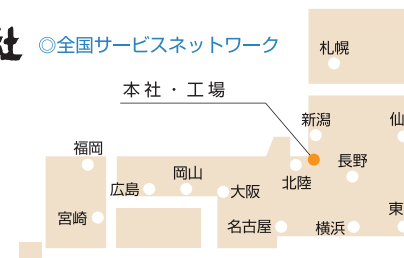 社
◎全国サービスネットワーク
札幌
本社・工場
新潟
仙
福岡
長野
岡山
北陸
広島
大阪
宮崎
名古屋
横浜
東